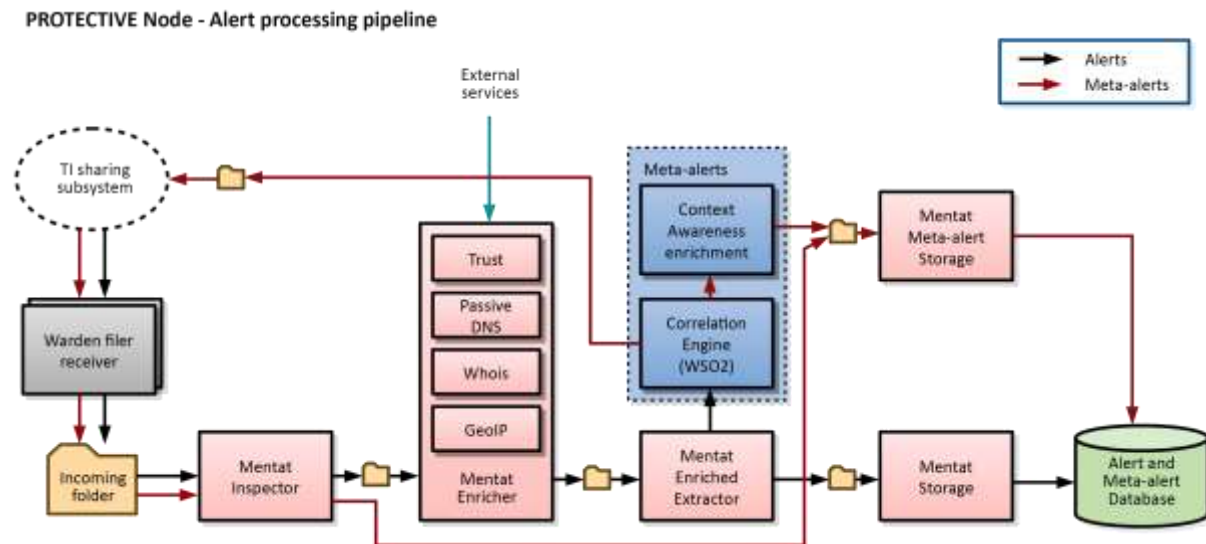 PROTECTIVE Node - Alert processing pipeline
Alerts
Meta-alerts
External
services
TI sharing
subsystem
Meta-alerts
Context
Awareness
enrichment
Mentat
Meta-alert
Storage
Trust
Passive
DNS
Whois
GeoIP
Mentat
Enricher
Correlation
Engine
(WSO2)
Warden filer
receiver
Incoming
folder
Mentat
Inspector
Mentat
Enriched
Extractor
Mentat
Storage
Alert and
Meta-alert
Database